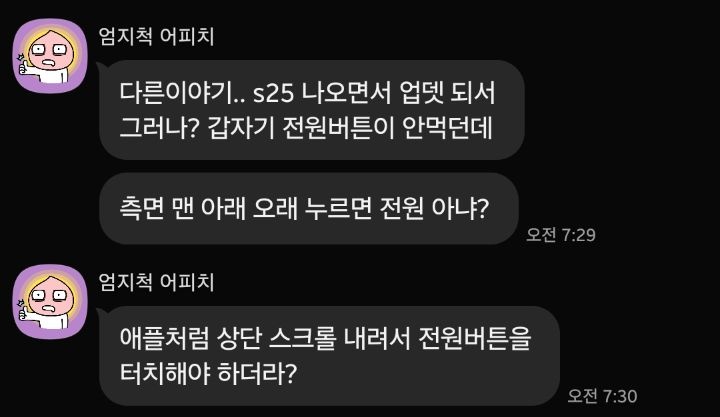 엄지척 어피치
다른이야기.. s25 나오면서 업뎃 되서
그러나? 갑자기 전원버튼이 안먹던데
측면 맨 아래 오래 누르면 전원 아냐?
오전 7:29
엄지척 어피치
애플처럼 상단 스크롤 내려서 전원버튼을
터치해야 하더라?
오전 7:30